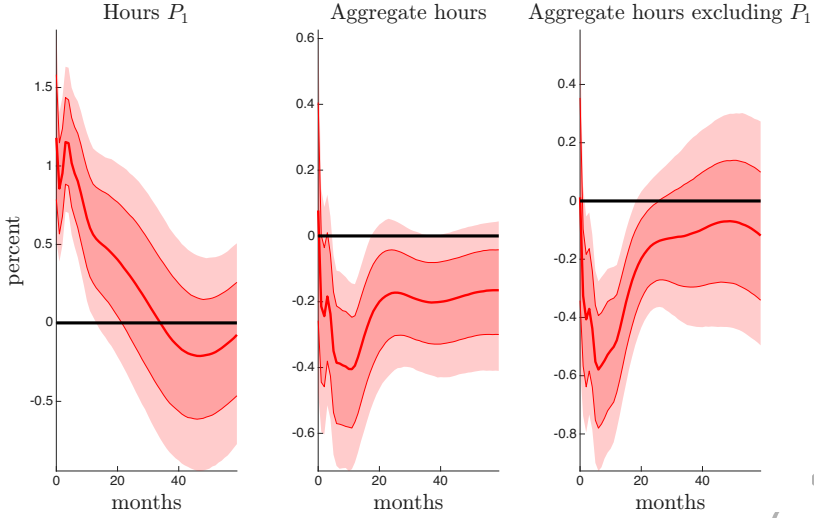 Hours P₁
Aggregate hours
Aggregate hours excluding P₁
percent
1.5
1
0.5
0
-0.5
0 20 40
months
0.6
0.4
0.2
0
-0.2
-0.4
-0.6
0 20 40
months
0.4
0.2
0
-0.2
-0.4
-0.6
-0.8
0 20 40
months